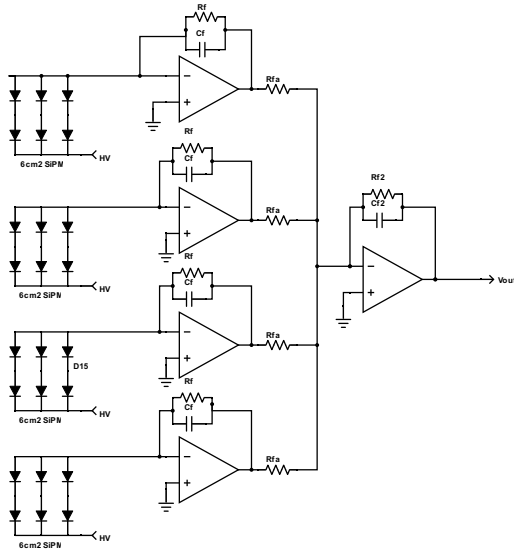 Rf
Cf
Rfa
HV
6cm2 SiPM
Rf
Cf
Rfa
HV
6cm2 SiPM
Rf2
Cf2
Vout
Rf
Cf
D15
Rfa
HV
6cm2 SiPM
Rf
Cf
Rfa
HV
6cm2 SiPM